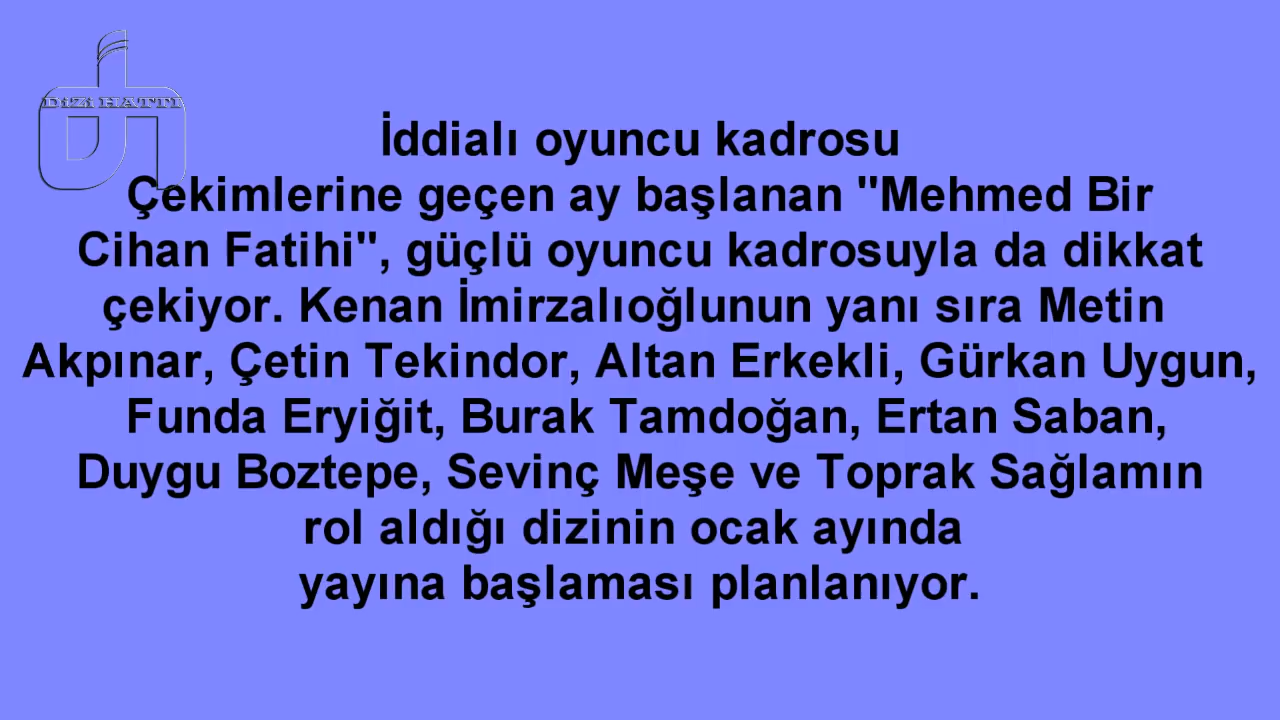 DiZi HATTI
İddialı oyuncu kadrosu
Çekimlerine geçen ay başlanan "Mehmed Bir
Cihan Fatihi", güçlü oyuncu kadrosuyla da dikkat
çekiyor. Kenan İmirzalıoğlunun yanı sıra Metin
Akpınar, Çetin Tekindor, Altan Erkekli, Gürkan Uygun,
Funda Eryiğit, Burak Tamdoğan, Ertan Saban,
Duygu Boztepe, Sevinç Meşe ve Toprak Sağlamın
rol aldığı dizinin ocak ayında
yayına başlaması planlanıyor.